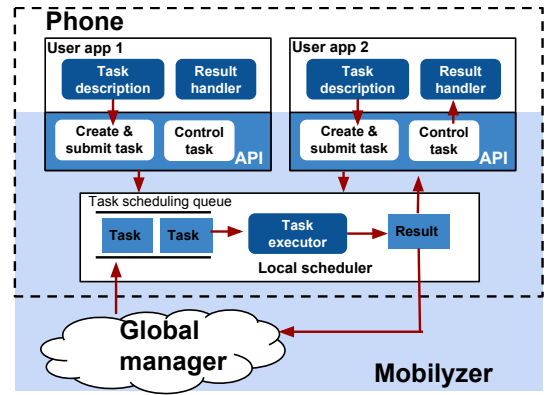 Phone
User app 1
User app 2
Task
description
Result
handler
Task
description
Result
handler
Create &
submit task
Control
task
API
Create &
submit task
Control
task
API
Task scheduling queue
Task
Task
Task
executor
Result
Local scheduler
Global
manager
Mobilyzer